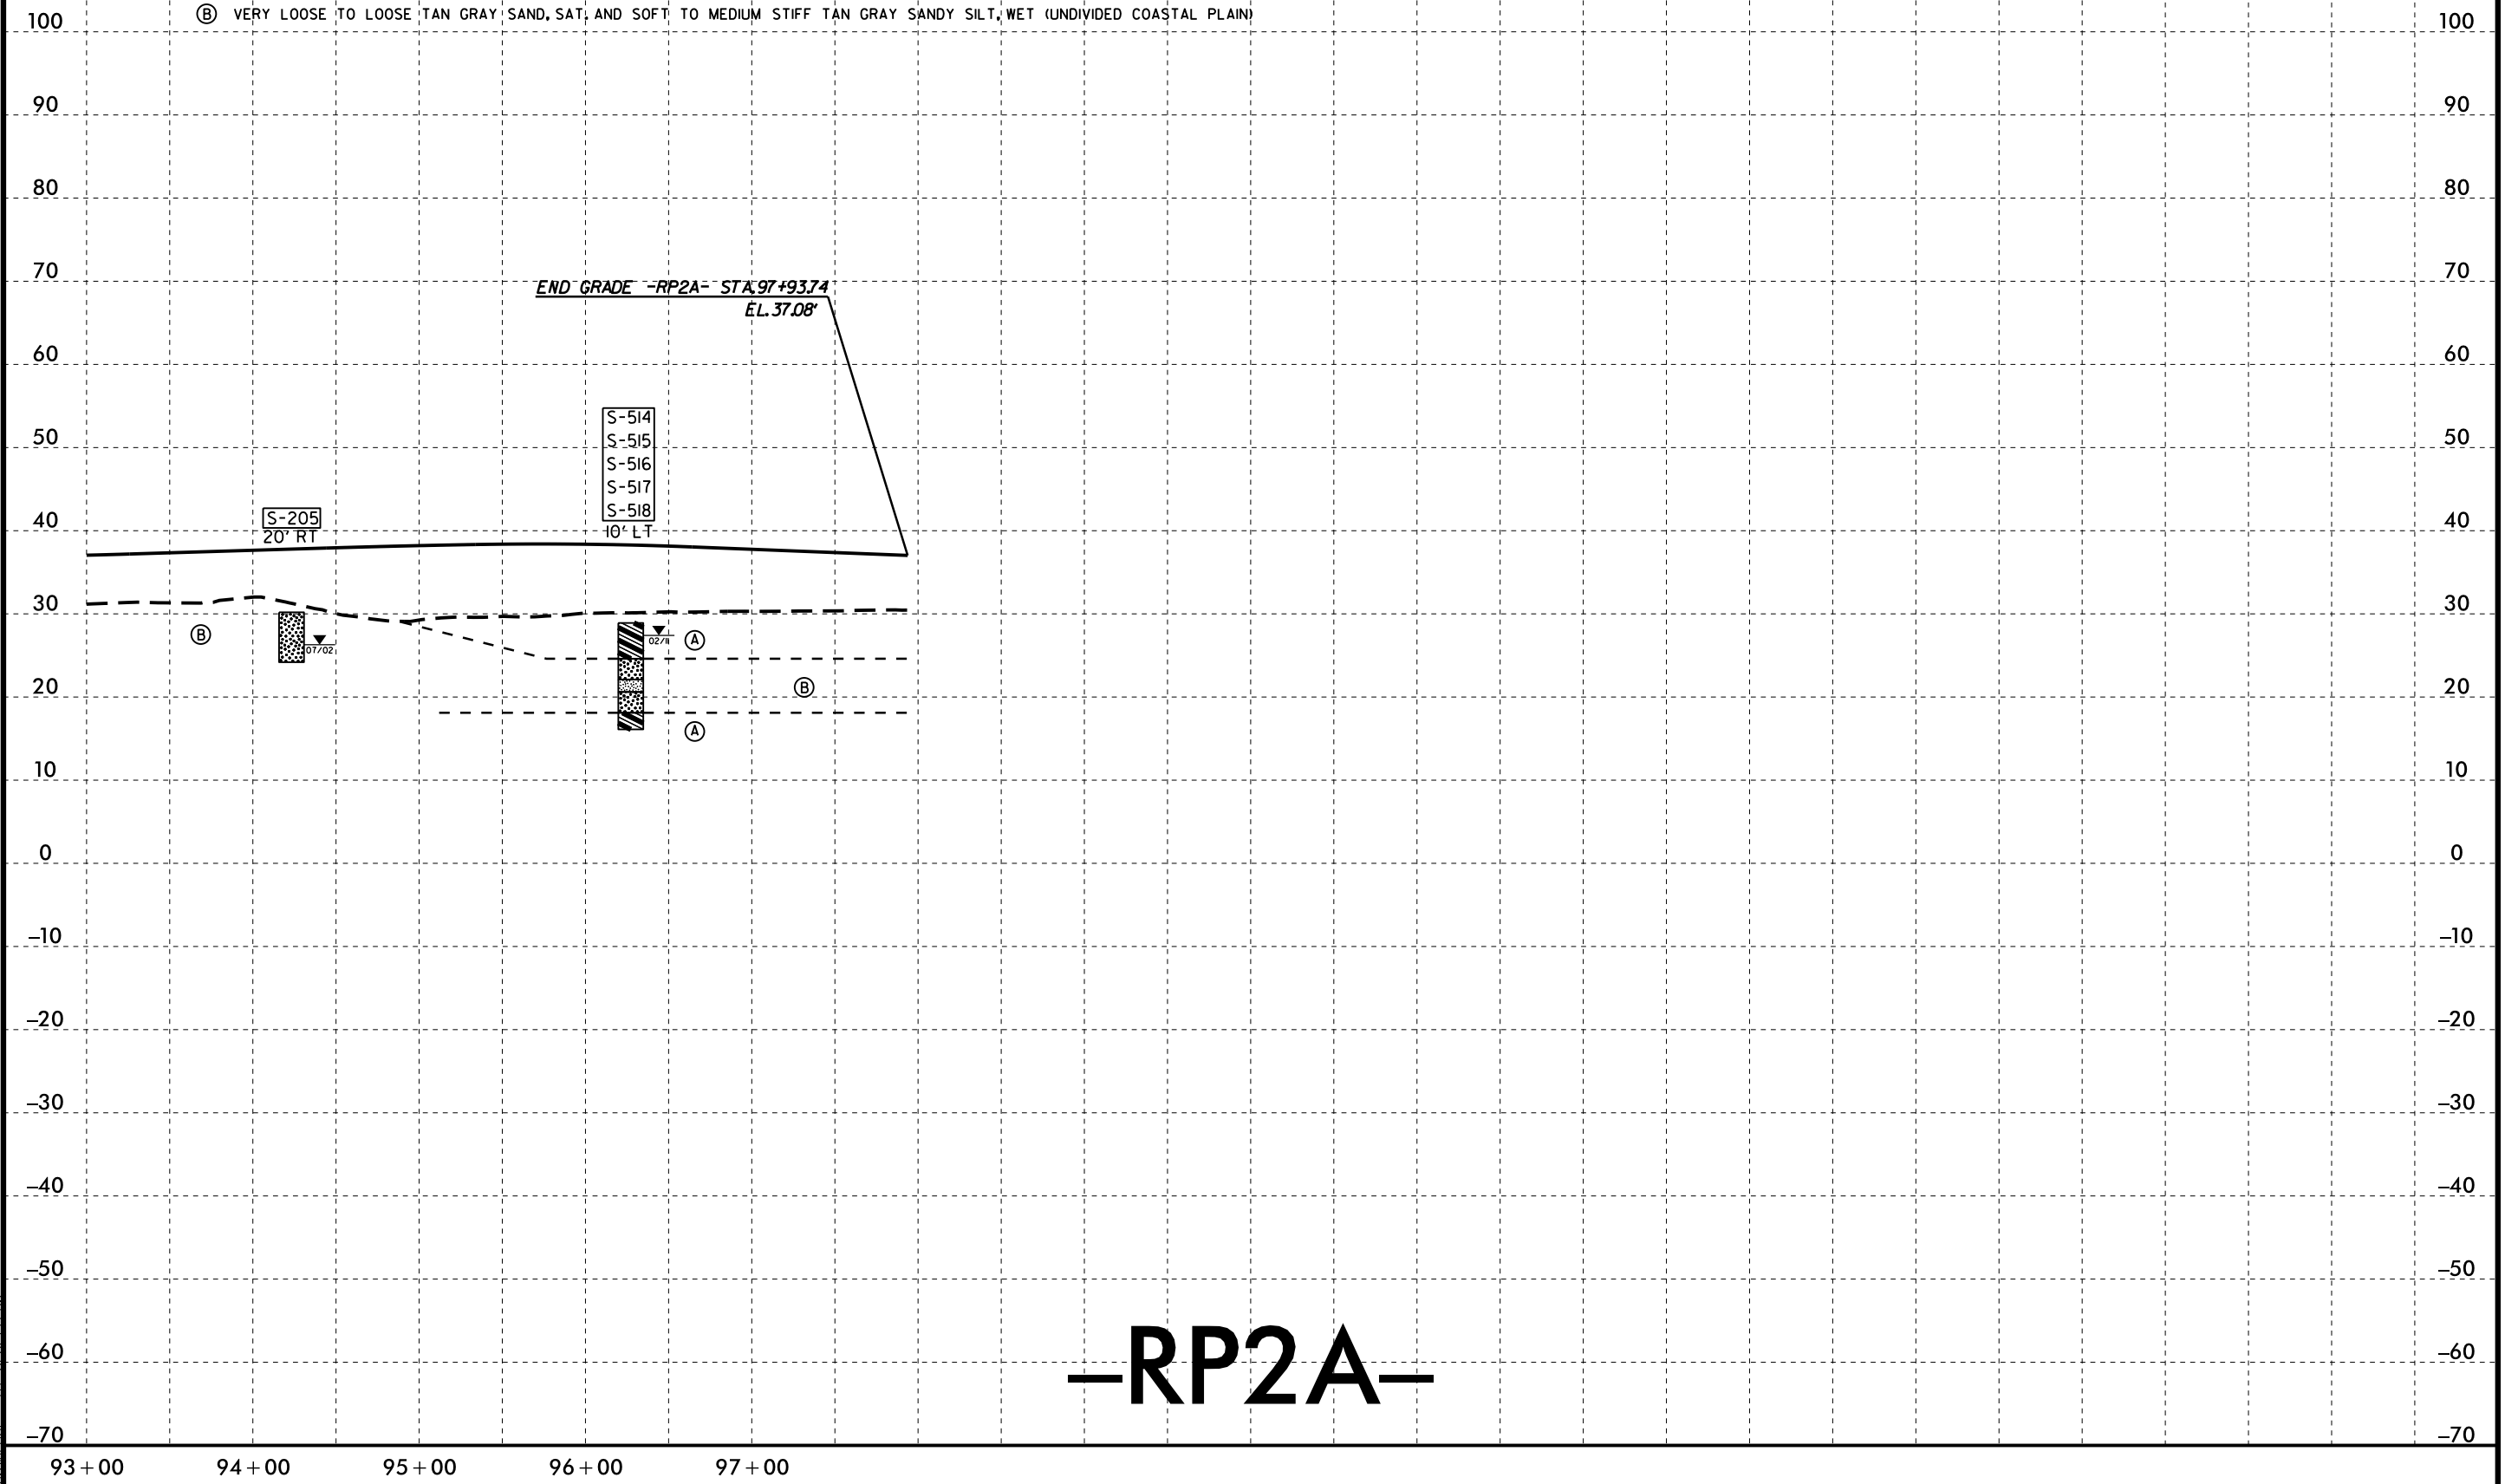 Ⓑ VERY LOOSE TO LOOSE TAN GRAY SAND, SAT. AND SOFT TO MEDIUM STIFF TAN GRAY SANDY SILT, WET (UNDIVIDED COASTAL PLAIN)
100 100
90 90
80 80
70 70
END GRADE -RP2A- STA. 97+93.74
EL. 37.08'
60 60
S-514
50 50
S-515
S-516
S-517
S-518
S-205
40 40
10' LT
20' RT
30 30
Ⓑ
07/02
02/11
Ⓐ
20 20
Ⓑ
Ⓐ
10 10
0 0
–10 –10
–20 –20
–30 –30
–40 –40
–50 –50
–60 –60
–RP2A–
–70 –70
93+00 94+00 95+00 96+00 97+00